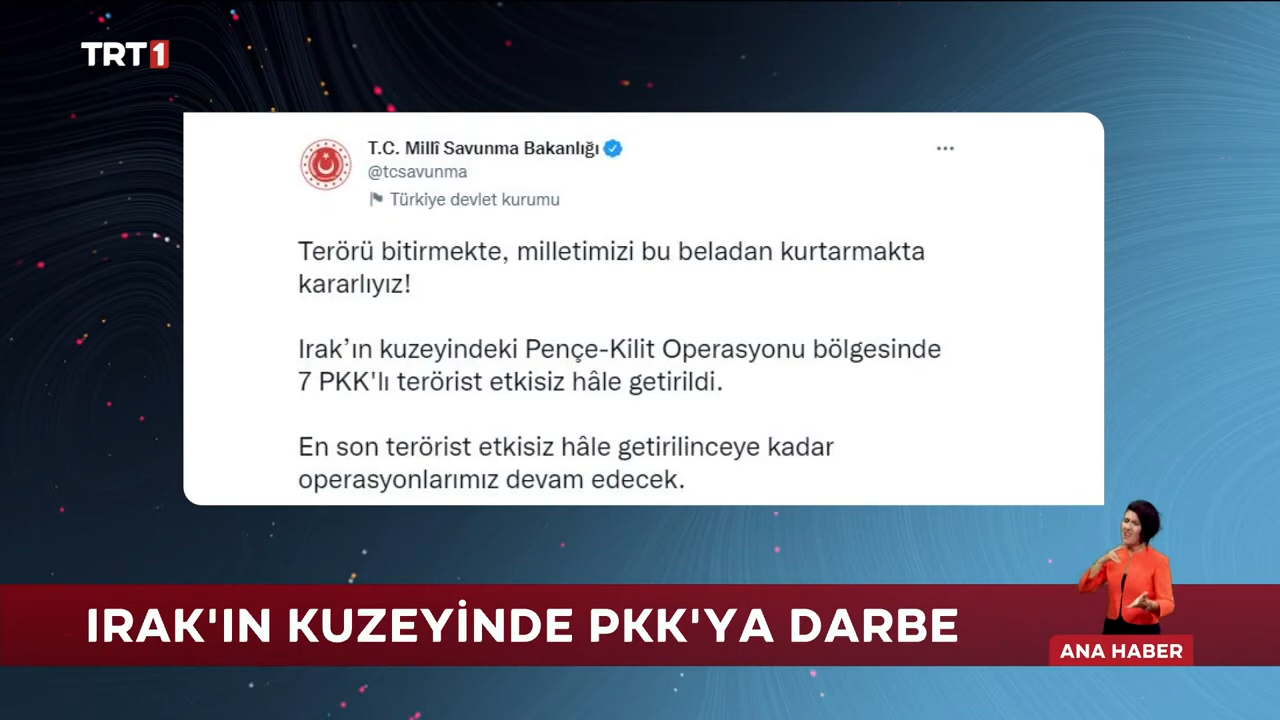 TRT 1
T.C. Millî Savunma Bakanlığı
@tcsavunma
Türkiye devlet kurumu
Terörü bitirmekte, milletimizi bu beladan kurtarmakta
kararlıyız!
Irak’ın kuzeyindeki Pençe-Kilit Operasyonu bölgesinde
7 PKK'lı terörist etkisiz hâle getirildi.
En son terörist etkisiz hâle getirilinceye kadar
operasyonlarımız devam edecek.
IRAK'IN KUZEYİNDE PKK'YA DARBE
ANA HABER